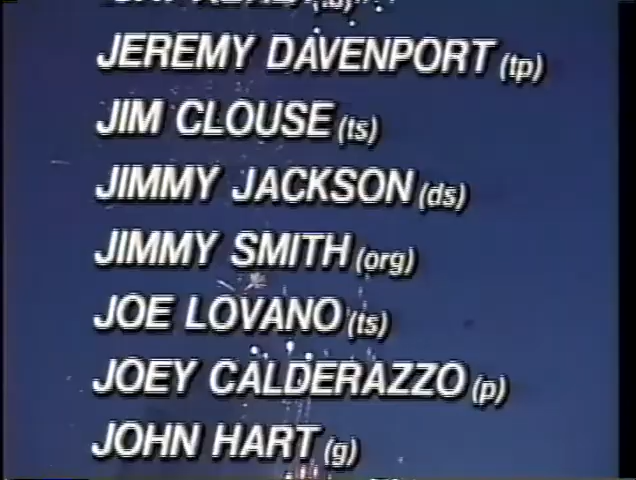 JEREMY DAVENPORT (tp)
JIM CLOUSE (ts)
JIMMY JACKSON (ds)
JIMMY SMITH (org)
JOE LOVANO (ts)
JOEY CALDERAZZO (p)
JOHN HART (g)